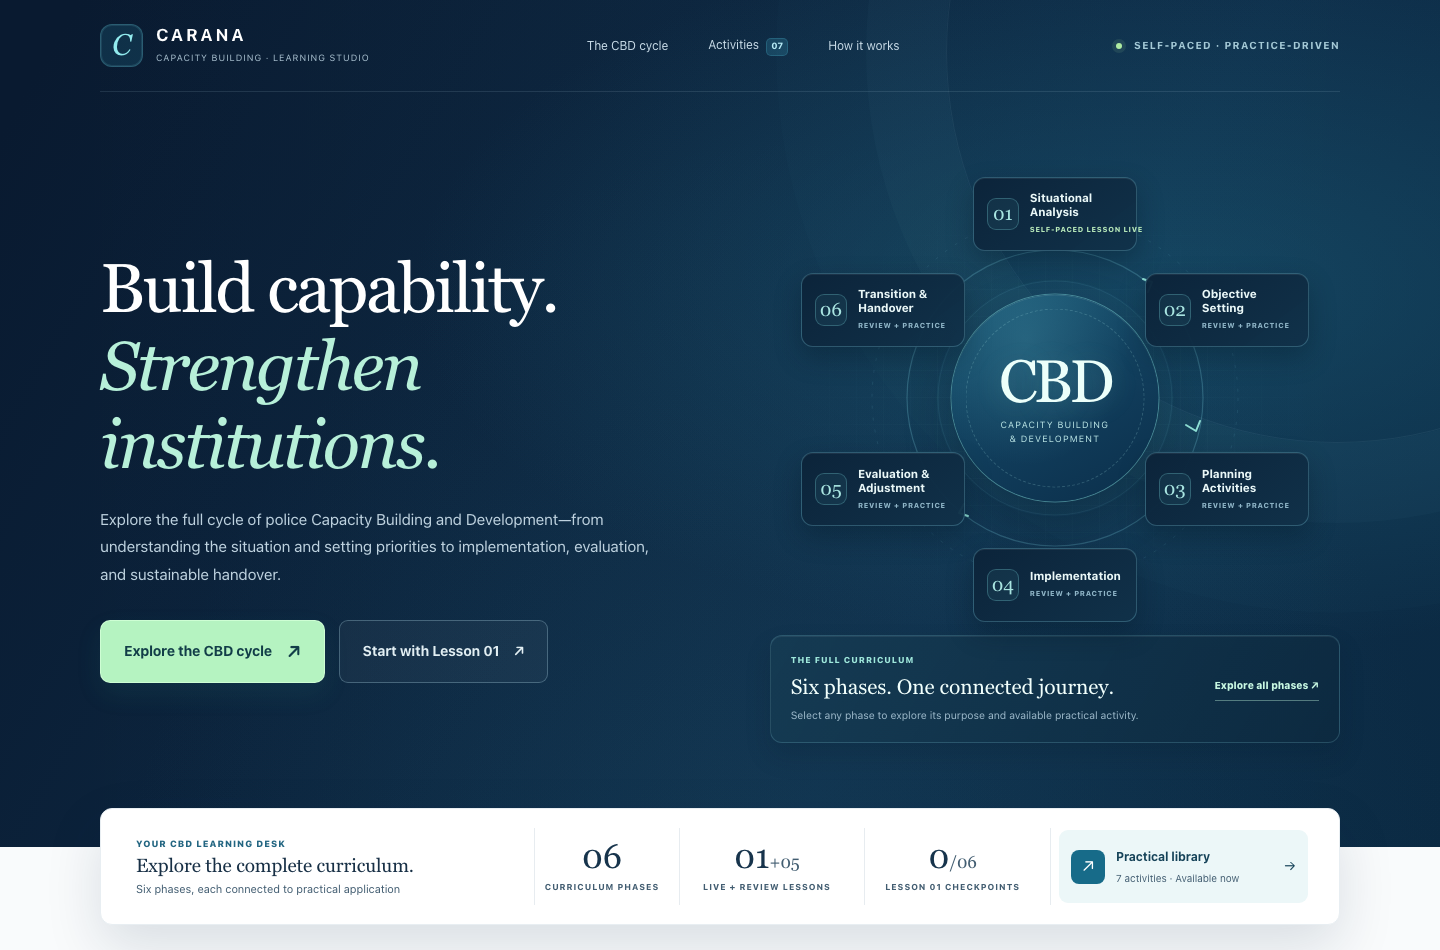 C
CARANA
CAPACITY BUILDING · LEARNING STUDIO
The CBD cycle
Activities 07
How it works
SELF-PACED · PRACTICE-DRIVEN
Build capability.
Strengthen
institutions.
Explore the full cycle of police Capacity Building and Development—from
understanding the situation and setting priorities to implementation, evaluation,
and sustainable handover.
Explore the CBD cycle ↗
Start with Lesson 01 ↗
01
Situational
Analysis
SELF-PACED LESSON LIVE
02
Objective
Setting
REVIEW + PRACTICE
03
Planning
Activities
REVIEW + PRACTICE
04
Implementation
REVIEW + PRACTICE
05
Evaluation &
Adjustment
REVIEW + PRACTICE
06
Transition &
Handover
REVIEW + PRACTICE
CBD
CAPACITY BUILDING
& DEVELOPMENT
THE FULL CURRICULUM
Six phases. One connected journey.
Select any phase to explore its purpose and available practical activity.
Explore all phases ↗
YOUR CBD LEARNING DESK
Explore the complete curriculum.
Six phases, each connected to practical application
06
CURRICULUM PHASES
01+05
LIVE + REVIEW LESSONS
0/06
LESSON 01 CHECKPOINTS
↗
Practical library
7 activities · Available now
→